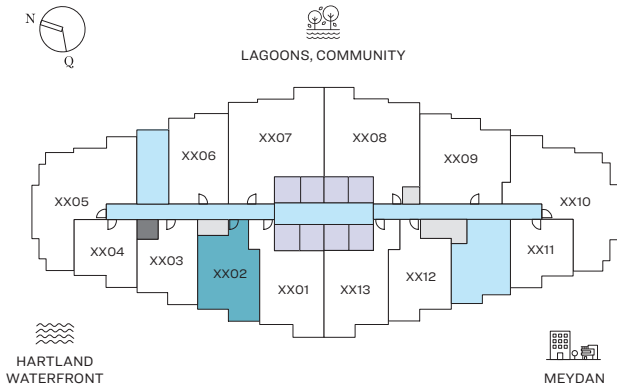 N
Q
LAGOONS, COMMUNITY
XX07
XX08
XX06
XX09
XX05
XX10
XX04
XX03
XX02
XX01
XX13
XX12
XX11
HARTLAND
WATERFRONT
MEYDAN